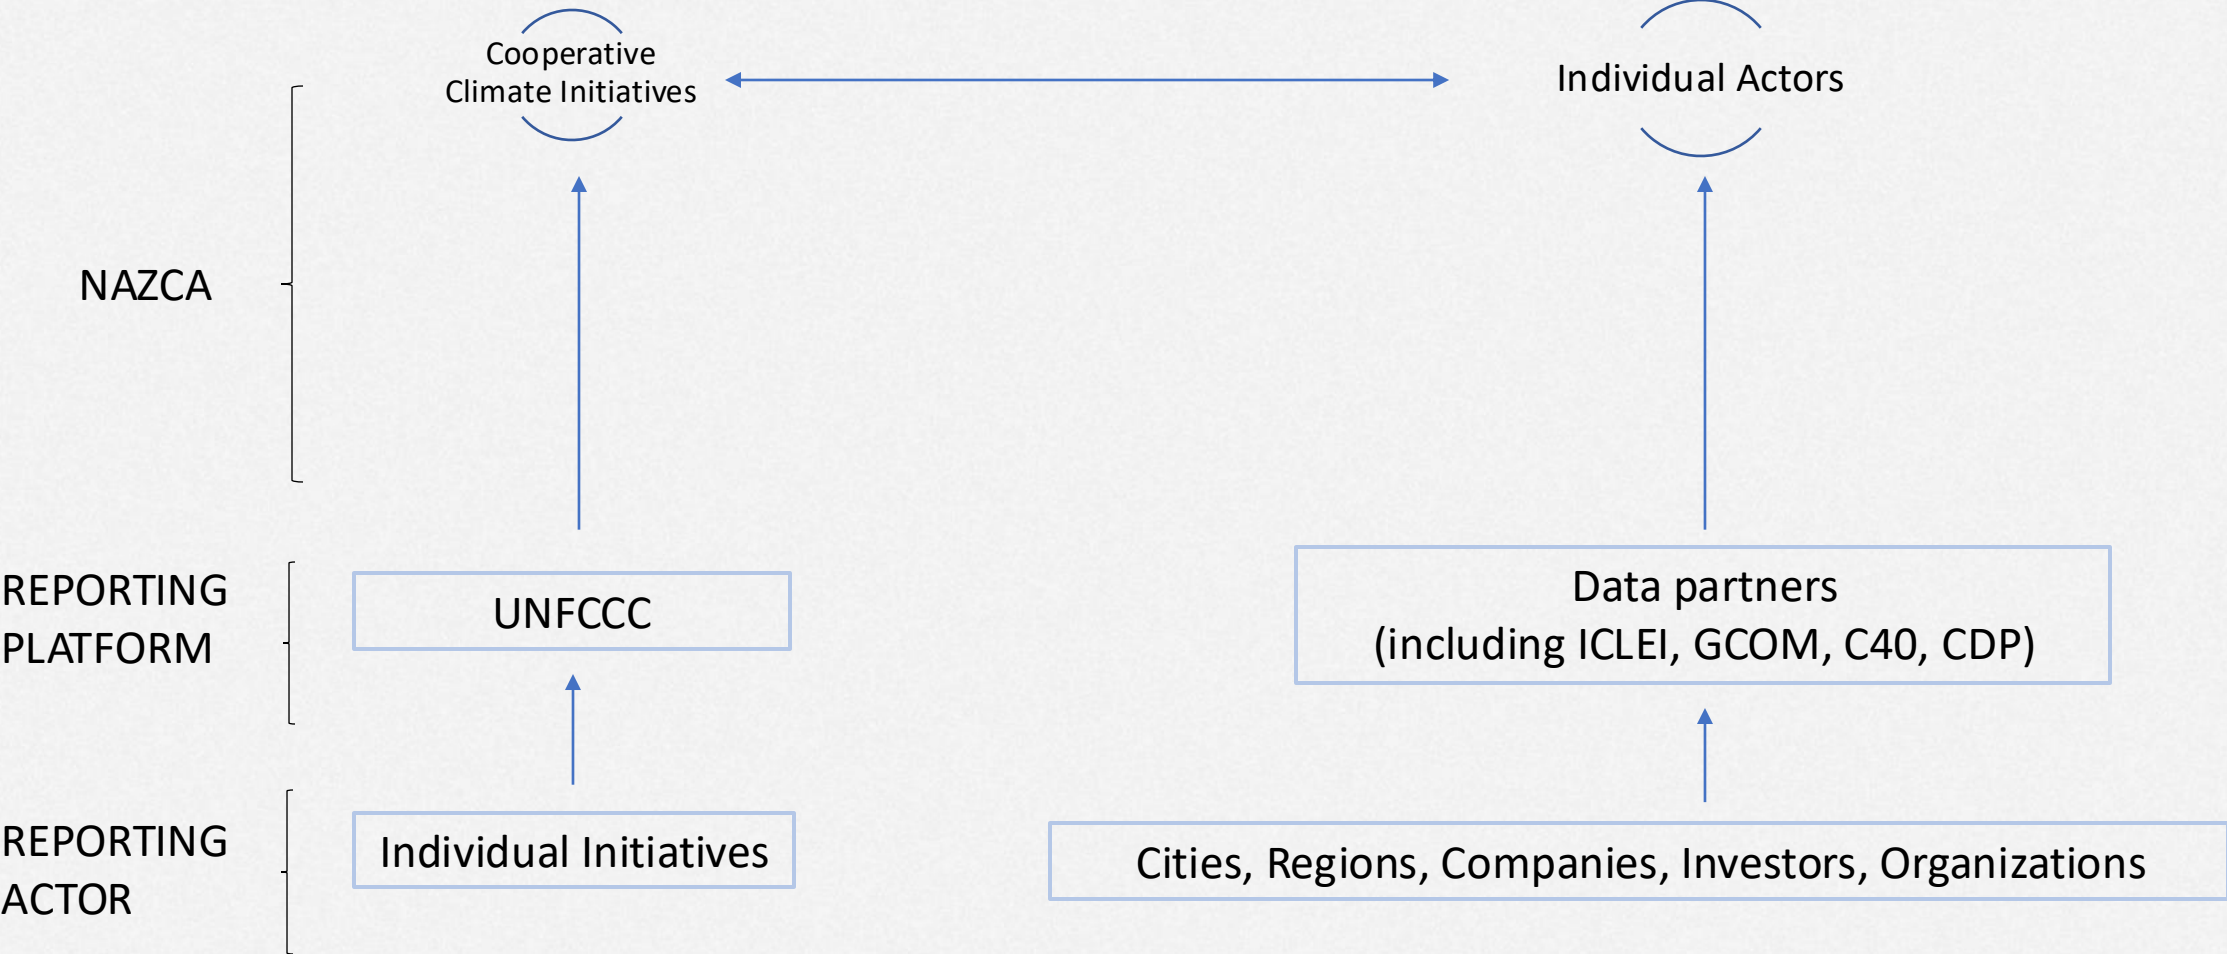 Cooperative
Climate Initiatives
Individual Actors
NAZCA
REPORTING
PLATFORM
UNFCCC
Data partners
(including ICLEI, GCOM, C40, CDP)
REPORTING
ACTOR
Individual Initiatives
Cities, Regions, Companies, Investors, Organizations